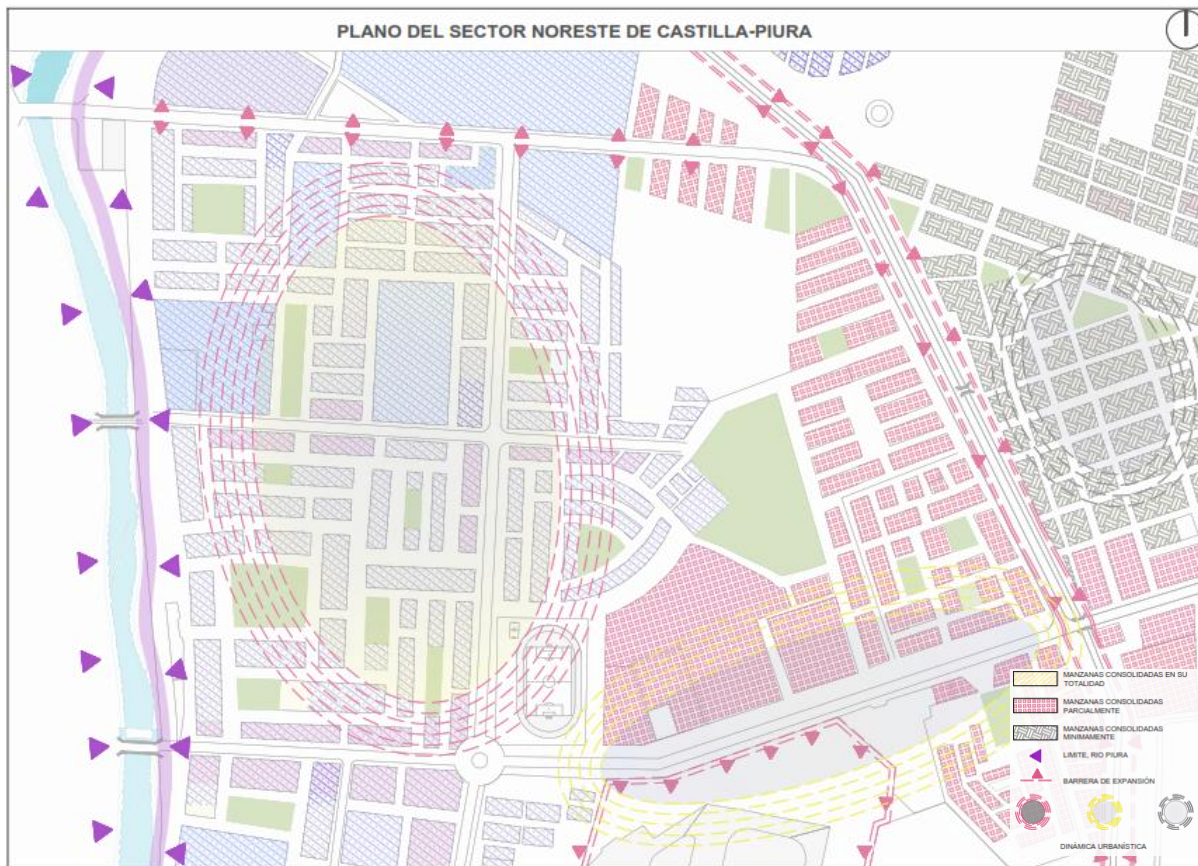 PLANO DEL SECTOR NORESTE DE CASTILLA-PIURA
MANZANAS CONSOLIDADAS EN SU
TOTALIDAD
MANZANAS CONSOLIDADAS
PARCIALMENTE
MANZANAS CONSOLIDADAS
MINIMAMENTE
LIMITE, RIO PIURA
BARRERA DE EXPANSIÓN
DINÁMICA URBANÍSTICA